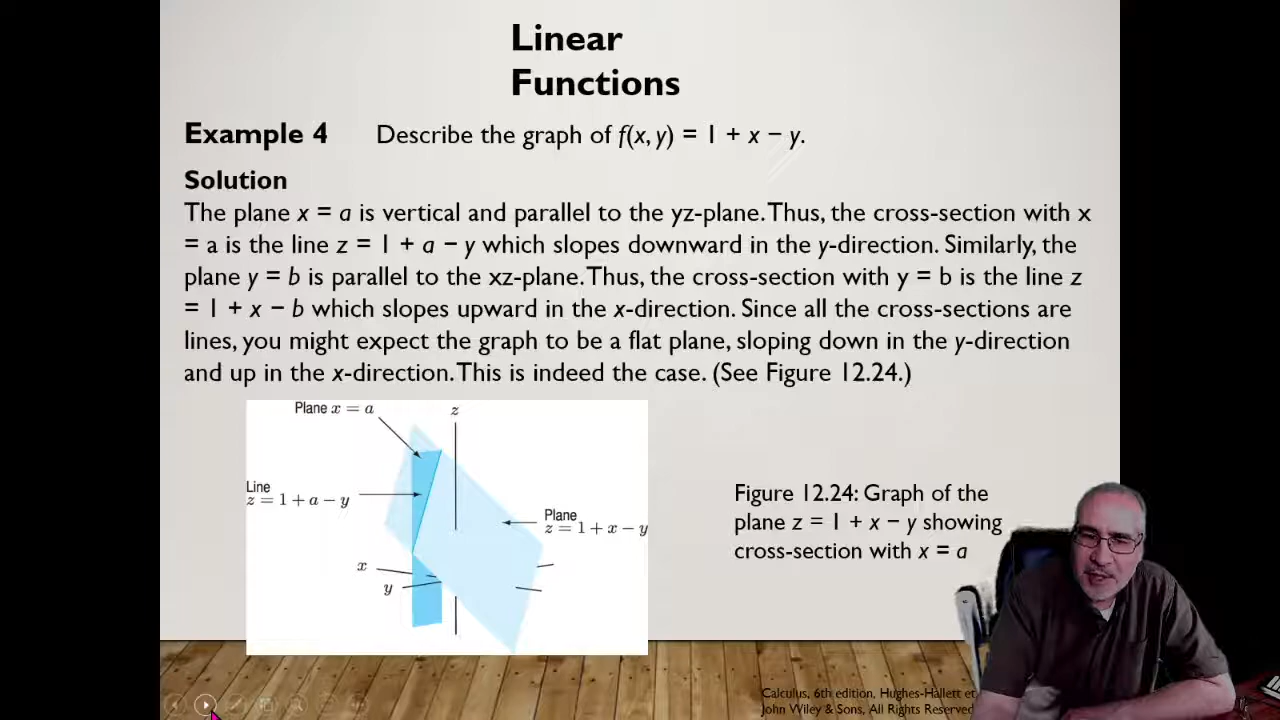 Linear
Functions
Example 4 Describe the graph of f(x, y) = 1 + x − y.
Solution
The plane x = a is vertical and parallel to the yz-plane. Thus, the cross-section with x
= a is the line z = 1 + a − y which slopes downward in the y-direction. Similarly, the
plane y = b is parallel to the xz-plane. Thus, the cross-section with y = b is the line z
= 1 + x − b which slopes upward in the x-direction. Since all the cross-sections are
lines, you might expect the graph to be a flat plane, sloping down in the y-direction
and up in the x-direction. This is indeed the case. (See Figure 12.24.)
Plane x = a
z
Line
z = 1 + a − y
Plane
z = 1 + x − y
x
y
Figure 12.24: Graph of the
plane z = 1 + x − y showing
cross-section with x = a
Calculus, 6th edition, Hughes-Hallett et
John Wiley & Sons, All Rights Reserved